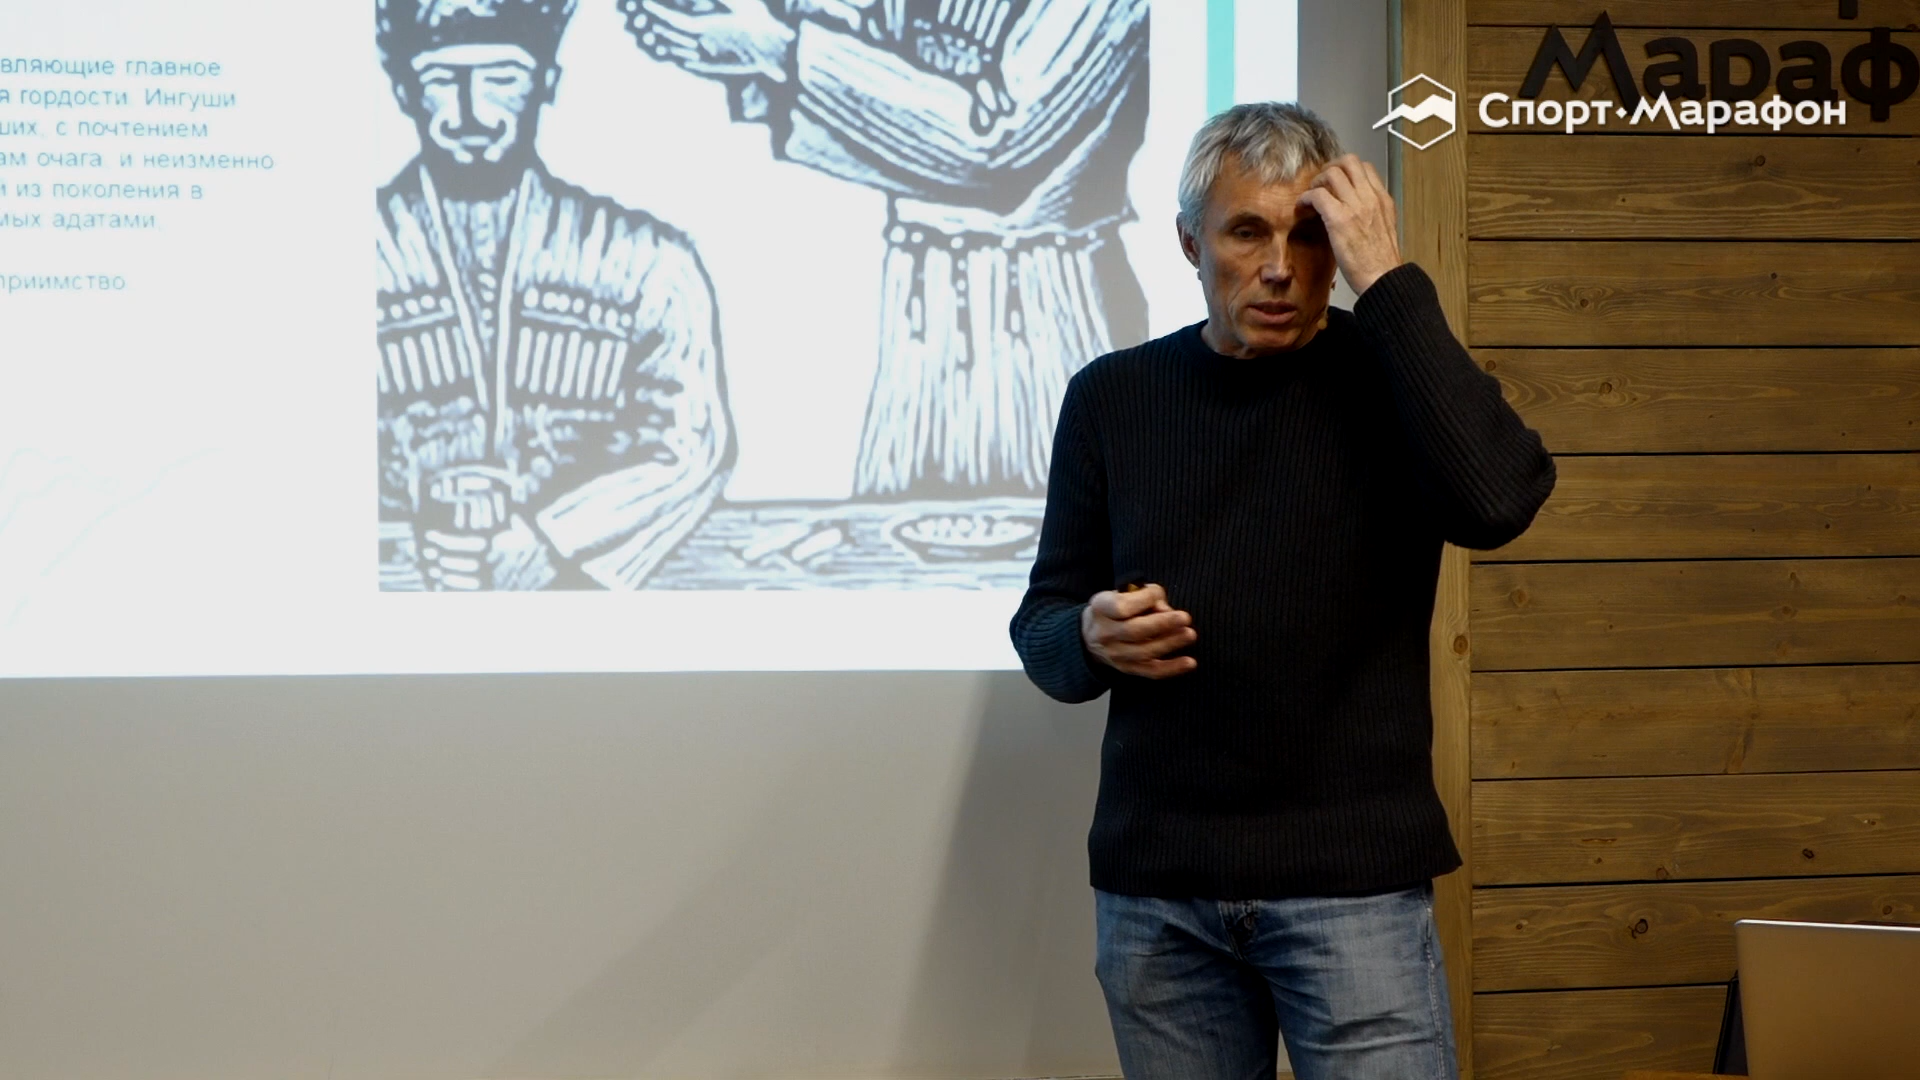 вляющие главное
я гордости. Ингуши
ших, с почтением
ам очага, и неизменно
й из поколения в
мых адатами,
приимство
Мараф
Спорт•Марафон